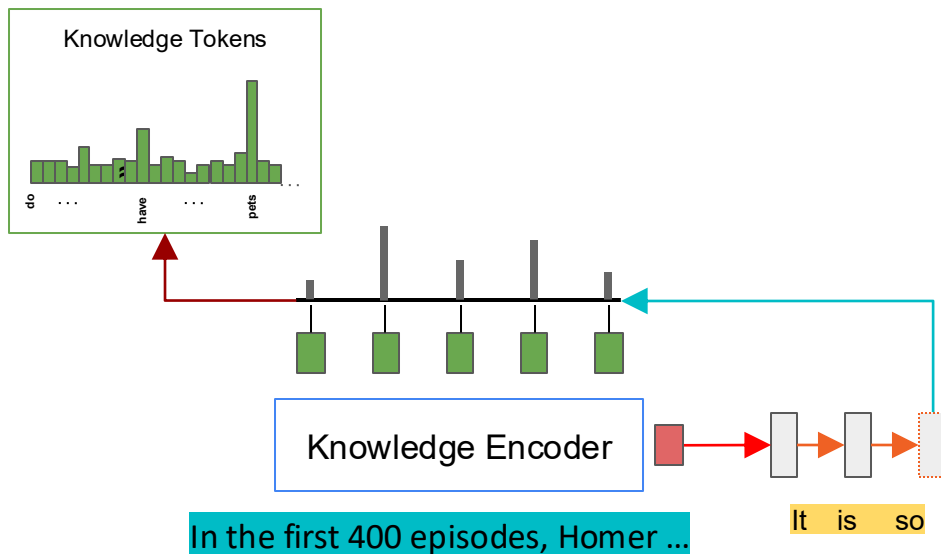 Knowledge Tokens
do
. . .
have
. . .
pets
. . .
Knowledge Encoder
In the first 400 episodes, Homer ...
It is so